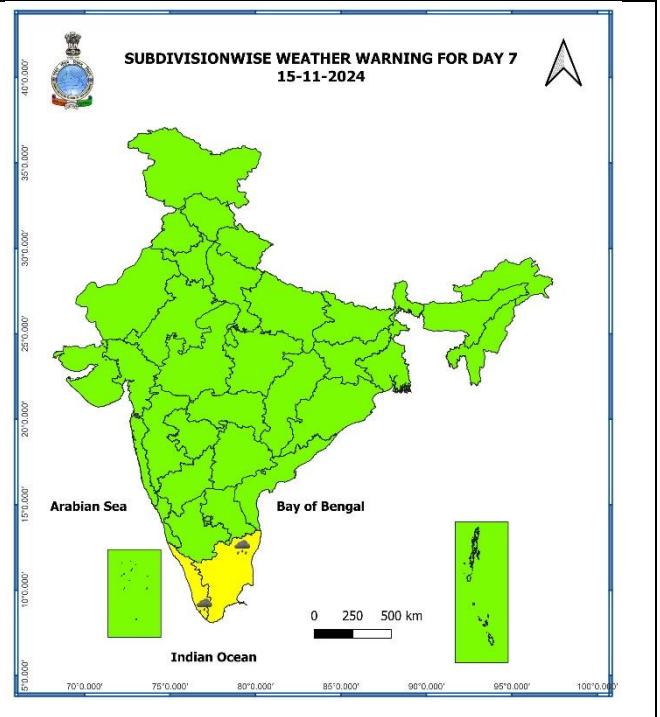 SUBDIVISIONWISE WEATHER WARNING FOR DAY 7
15-11-2024
40°0.000'
35°0.000'
30°0.000'
25°0.000'
20°0.000'
15°0.000'
10°0.000'
5°0.000'
Arabian Sea
Bay of Bengal
0 250 500 km
Indian Ocean
70°0.000' 75°0.000' 80°0.000' 85°0.000' 90°0.000' 95°0.000' 100°0.000'